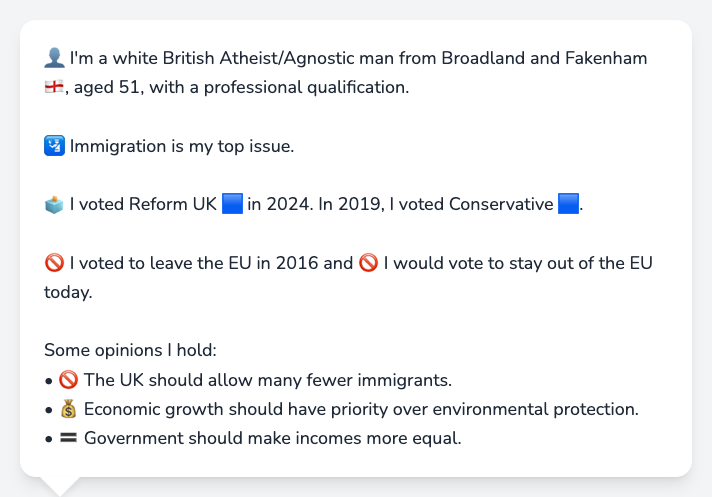 👤 I'm a white British Atheist/Agnostic man from Broadland and Fakenham
🏴󠁧󠁢󠁥󠁮󠁧󠁿, aged 51, with a professional qualification.
🛂 Immigration is my top issue.
🗳️ I voted Reform UK 🟦 in 2024. In 2019, I voted Conservative 🟦.
🚫 I voted to leave the EU in 2016 and 🚫 I would vote to stay out of the EU
today.
Some opinions I hold:
• 🚫 The UK should allow many fewer immigrants.
• 💰 Economic growth should have priority over environmental protection.
• 🟰 Government should make incomes more equal.